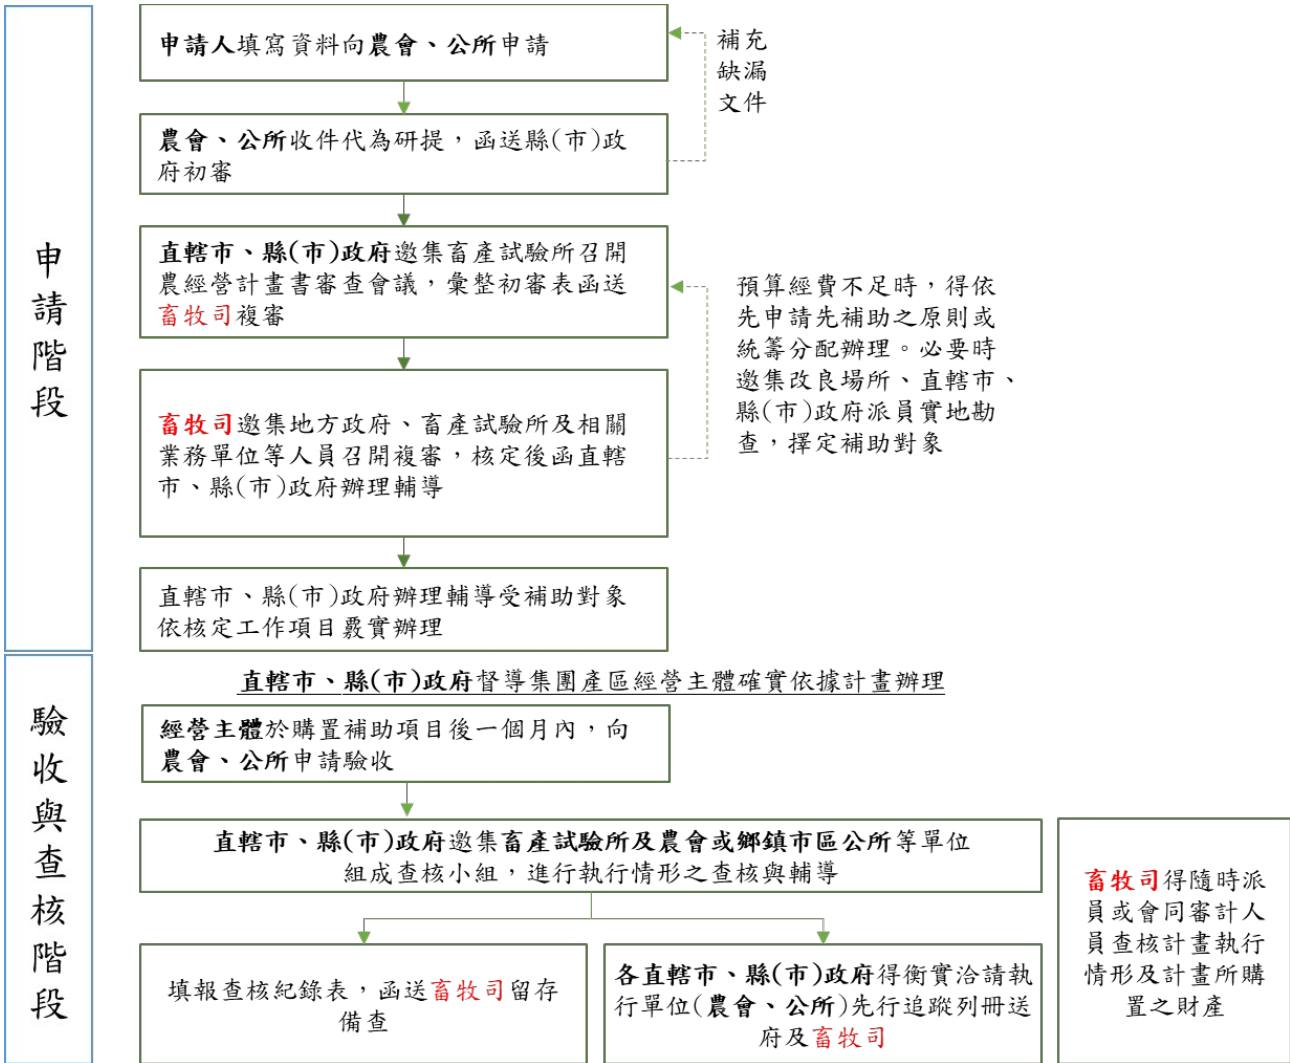 申請階段
申請人填寫資料向農會、公所申請
補充
缺漏
文件
農會、公所收件代為研提，函送縣(市)政
府初審
直轄市、縣(市)政府邀集畜產試驗所召開
農經營計畫書審查會議，彙整初審表函送
畜牧司複審
預算經費不足時，得依
先申請先補助之原則或
統籌分配辦理。必要時
邀集改良場所、直轄市、
縣(市)政府派員實地勘
查，擇定補助對象
畜牧司邀集地方政府、畜產試驗所及相關
業務單位等人員召開複審，核定後函直轄
市、縣(市)政府辦理輔導
直轄市、縣(市)政府辦理輔導受補助對象
依核定工作項目覈實辦理
驗收與查核階段
直轄市、縣(市)政府督導集團產區經營主體確實依據計畫辦理
經營主體於購置補助項目後一個月內，向
農會、公所申請驗收
直轄市、縣(市)政府邀集畜產試驗所及農會或鄉鎮市區公所等單位
組成查核小組，進行執行情形之查核與輔導
填報查核紀錄表，函送畜牧司留存
備查
各直轄市、縣(市)政府得衡實洽請執
行單位(農會、公所)先行追蹤列冊送
府及畜牧司
畜牧司得隨時派
員或會同審計人
員查核計畫執行
情形及計畫所購
置之財產